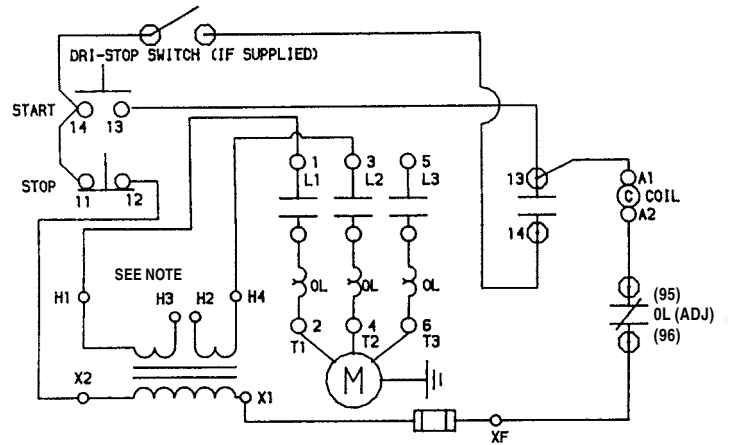 DRI-STOP SWITCH (IF SUPPLIED)
START
14 13
STOP
11 12
1 3 5
L1 L2 L3
13
14
A1
C COIL
A2
SEE NOTE
H1 H3 H2 H4
OL OL OL
(95)
OL (ADJ)
(96)
2 4 6
T1 T2 T3
M
X2 X1
XF